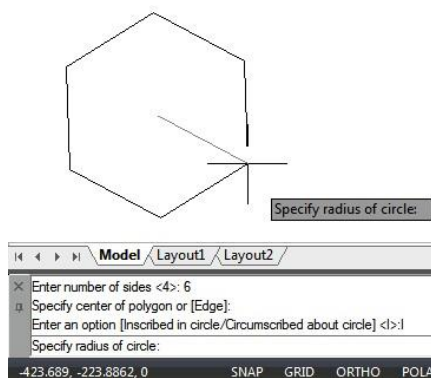 Specify radius of circle:
Model Layout1 Layout2
Enter number of sides <4>: 6
Specify center of polygon or [Edge]:
Enter an option [Inscribed in circle/Circumscribed about circle] <I>:I
Specify radius of circle:
-423.689, -223.8862, 0 SNAP GRID ORTHO POLA